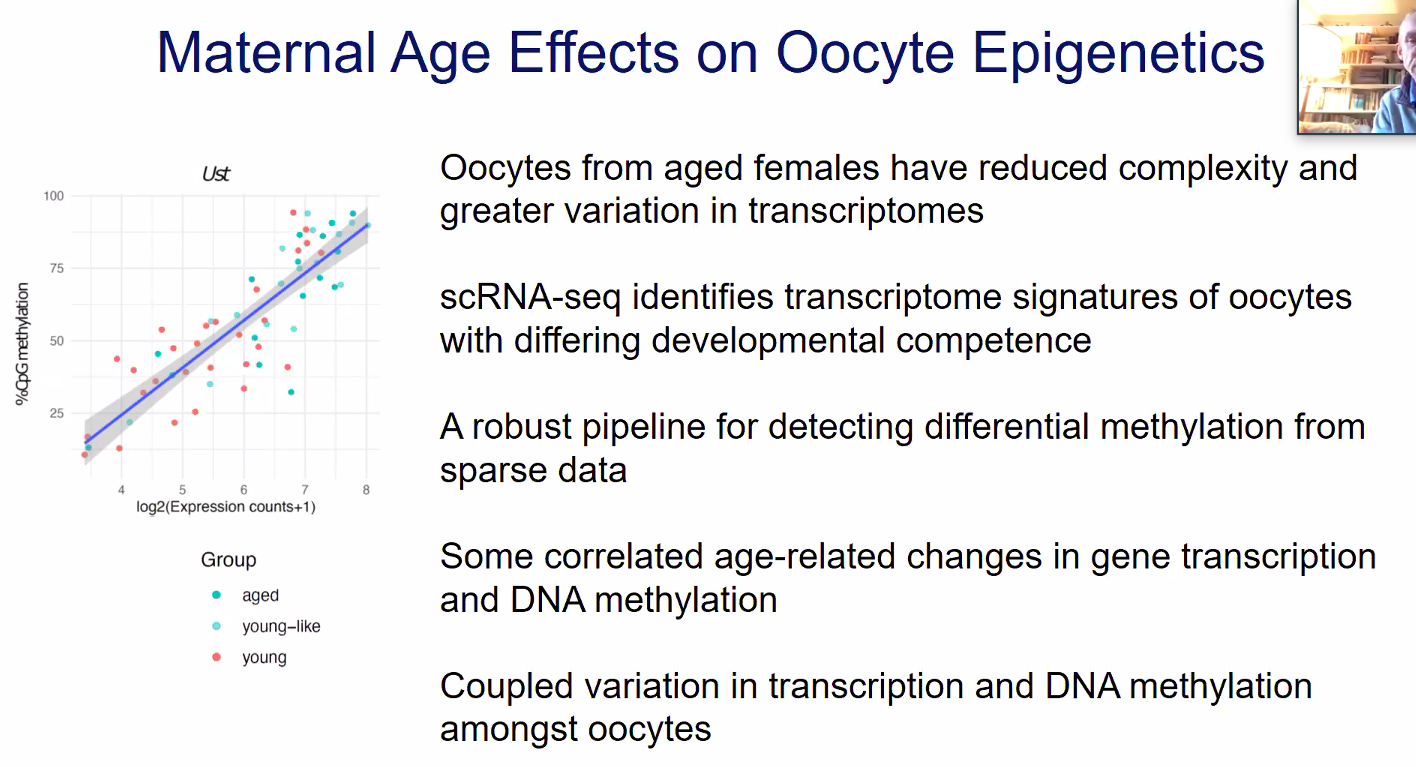 Maternal Age Effects on Oocyte Epigenetics
Ust
100
75
50
25
%CpG methylation
4 5 6 7 8
log2(Expression counts+1)
Group
aged
young-like
young
Oocytes from aged females have reduced complexity and
greater variation in transcriptomes
scRNA-seq identifies transcriptome signatures of oocytes
with differing developmental competence
A robust pipeline for detecting differential methylation from
sparse data
Some correlated age-related changes in gene transcription
and DNA methylation
Coupled variation in transcription and DNA methylation
amongst oocytes